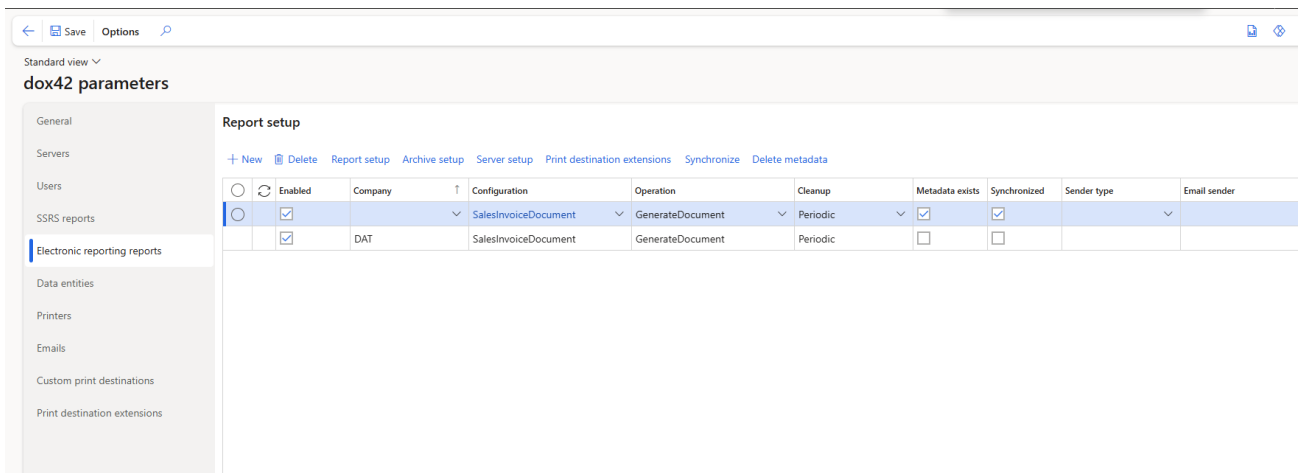 Save Options
Standard view
dox42 parameters
General
Servers
Users
SSRS reports
Electronic reporting reports
Data entities
Printers
Emails
Custom print destinations
Print destination extensions
Report setup
New Delete Report setup Archive setup Server setup Print destination extensions Synchronize Delete metadata
Enabled Company Configuration Operation Cleanup Metadata exists Synchronized Sender type Email sender
SalesInvoiceDocument GenerateDocument Periodic
DAT SalesInvoiceDocument GenerateDocument Periodic